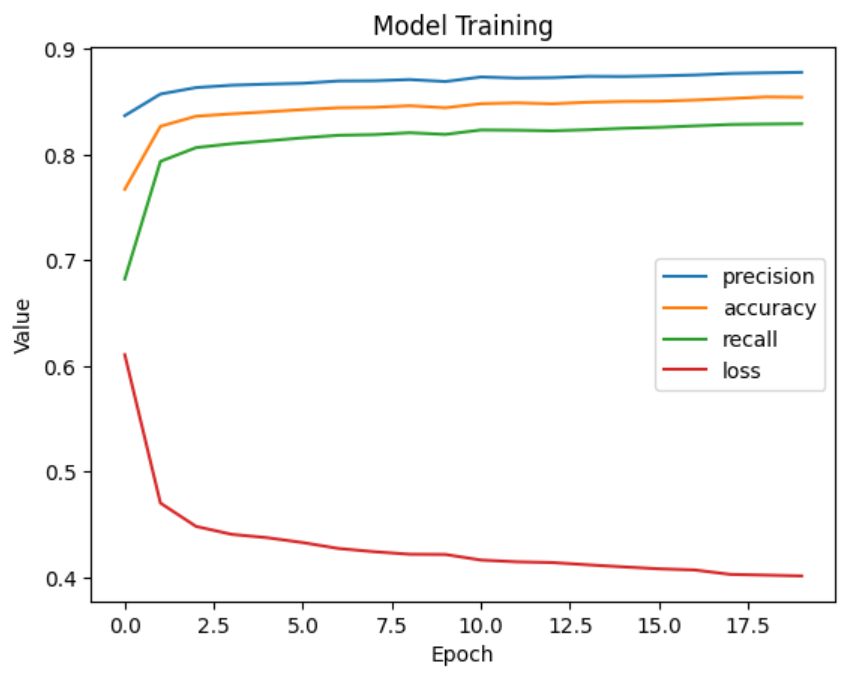 Model Training
0.9
0.8
0.7
0.6
0.5
0.4
Value
precision
accuracy
recall
loss
0.0 2.5 5.0 7.5 10.0 12.5 15.0 17.5
Epoch